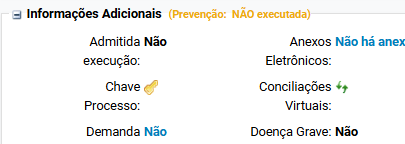 Informações Adicionais (Prevenção: NÃO executada)
Admitida Não Anexos Não há anex
execução: Eletrônicos:
Chave Conciliações
Processo: Virtuais:
Demanda Não Doença Grave: Não